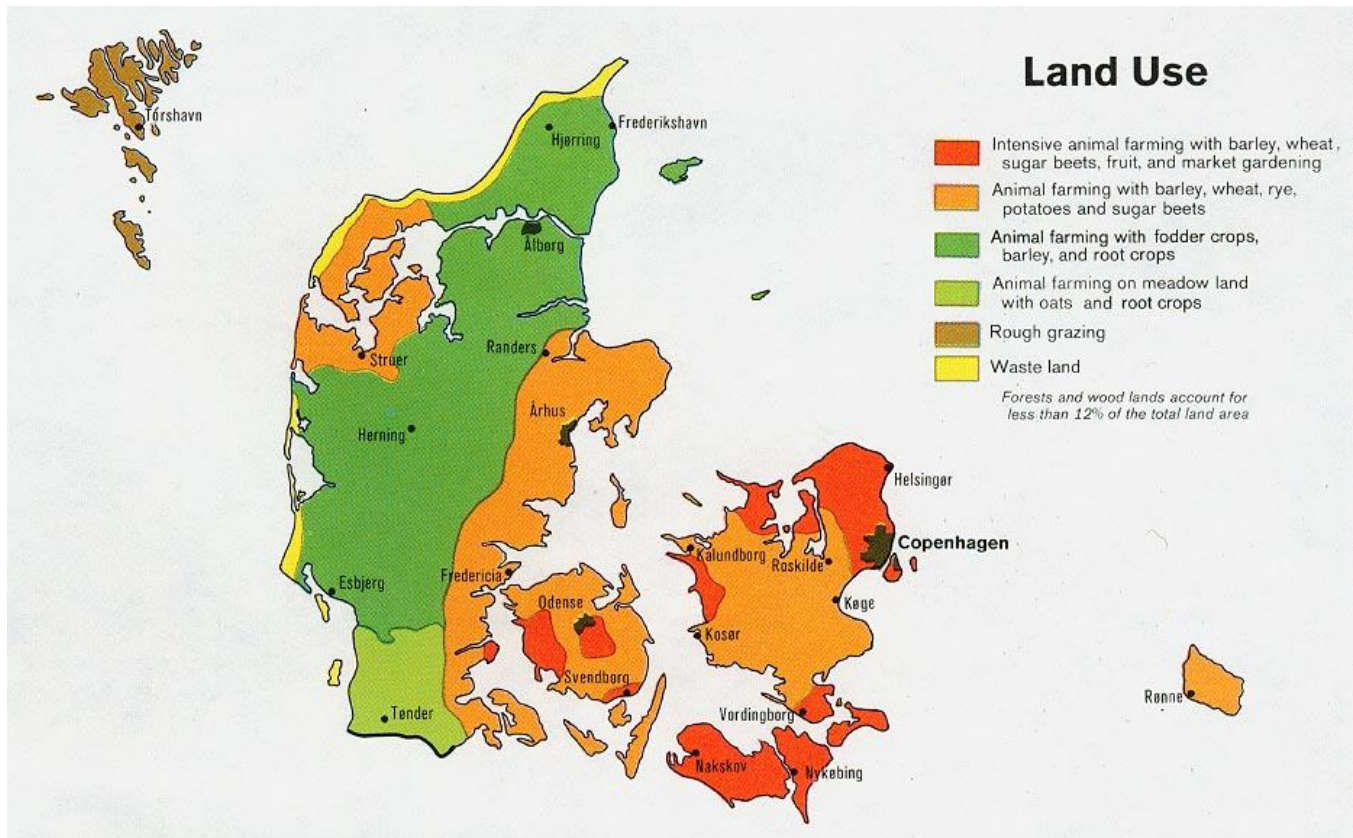 Land Use
Intensive animal farming with barley, wheat,
sugar beets, fruit, and market gardening
Animal farming with barley, wheat, rye,
potatoes and sugar beets
Animal farming with fodder crops,
barley, and root crops
Animal farming on meadow land
with oats and root crops
Rough grazing
Waste land
Forests and wood lands account for
less than 12% of the total land area
Tórshavn
Hjørring
Frederikshavn
Ålborg
Struer
Randers
Århus
Herning
Helsingør
Copenhagen
Kalundborg
Roskilde
Esbjerg
Fredericia
Odense
Køge
Kosør
Svendborg
Rønne
Tønder
Vordingborg
Nakskov
Nykøbing